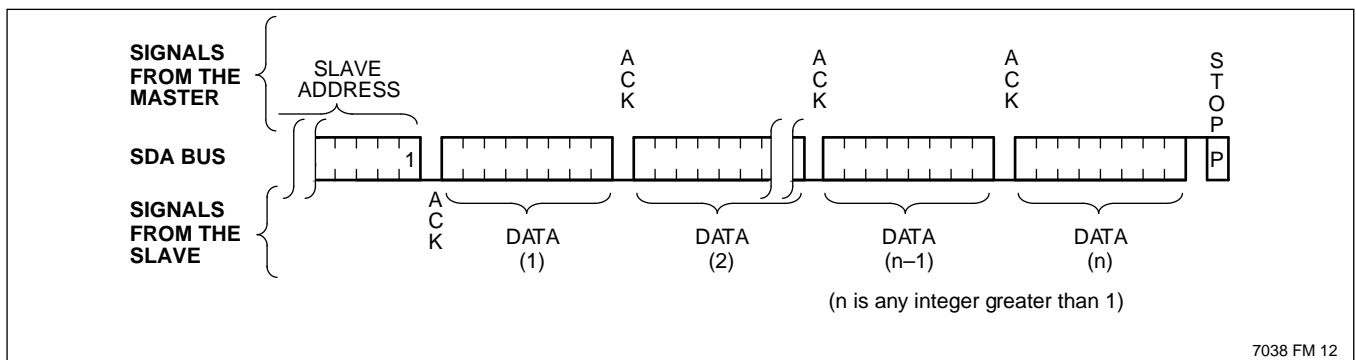 SIGNALS
FROM THE
MASTER
SLAVE
ADDRESS
A
C
K
A
C
K
A
C
K
S
T
O
P
SDA BUS
1
P
SIGNALS
FROM THE
SLAVE
A
C
K
DATA
(1)
DATA
(2)
DATA
(n–1)
DATA
(n)
(n is any integer greater than 1)
7038 FM 12